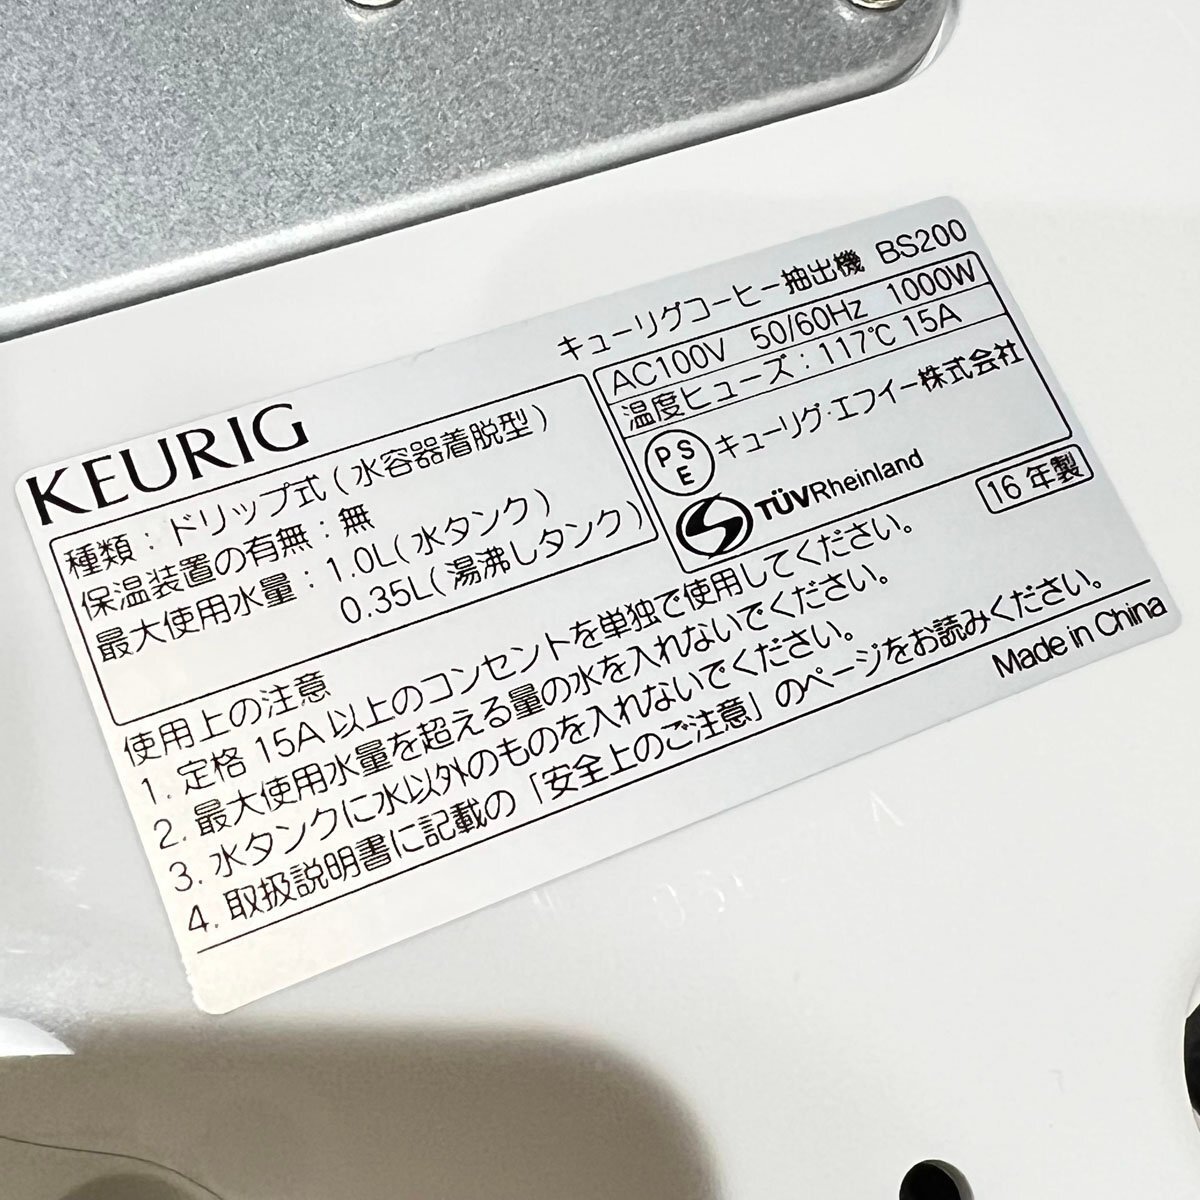 KEURIG
キューリグコーヒー抽出機 BS200
種類：ドリップ式（水容器着脱型）
保温装置の有無：無
最大使用水量：1.0L（水タンク）
0.35L（湯沸しタンク）
AC100V 50/60Hz 1000W
温度ヒューズ：117℃ 15A
PSE キューリグ・エフイー株式会社
TÜVRheinland
16 年製
使用上の注意
1. 定格 15A 以上のコンセントを単独で使用してください。
2. 最大使用水量を超える量の水を入れないでください。
3. 水タンクに水以外のものを入れないでください。
4. 取扱説明書に記載の「安全上のご注意」のページをお読みください。
Made in China